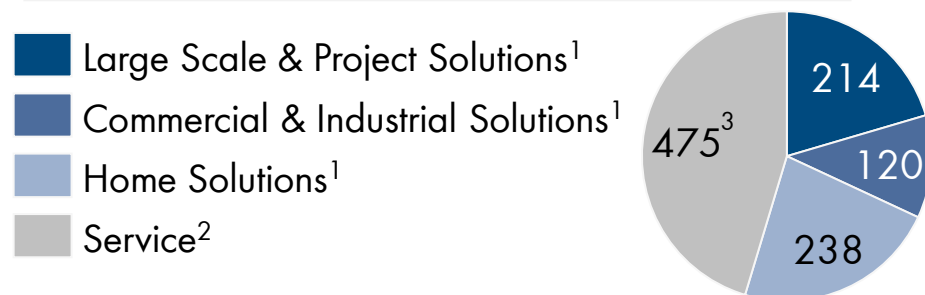 Large Scale & Project Solutions¹
Commercial & Industrial Solutions¹
Home Solutions¹
Service²
214
475³
120
238